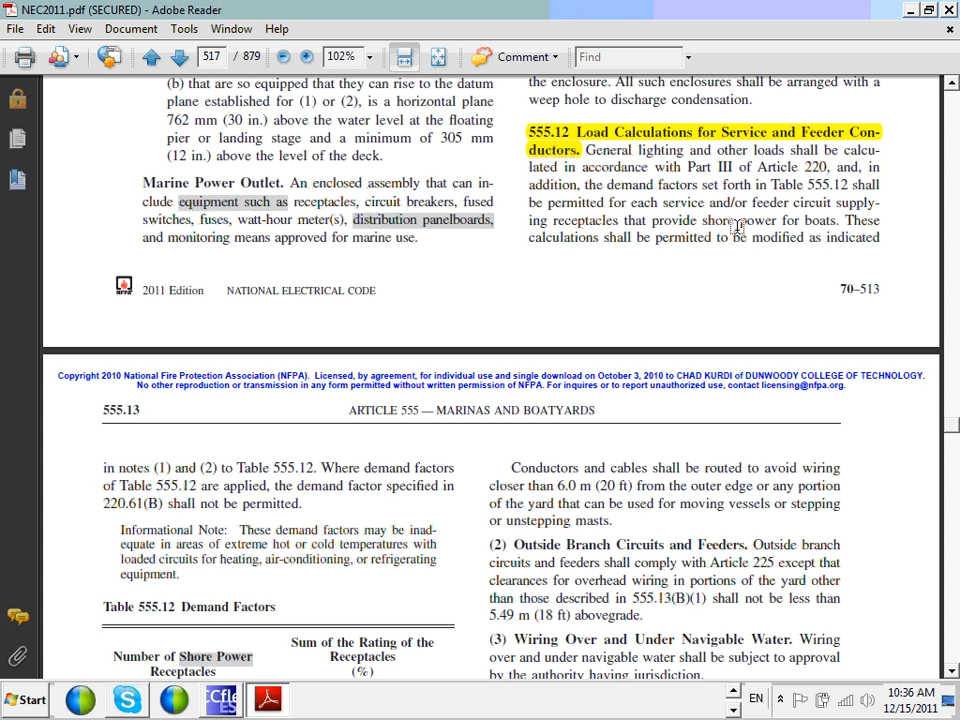 NEC2011.pdf (SECURED) - Adobe Reader
File Edit View Document Tools Window Help
517 / 879 102% Comment Find
(b) that are so equipped that they can rise to the datum
plane established for (1) or (2), is a horizontal plane
762 mm (30 in.) above the water level at the floating
pier or landing stage and a minimum of 305 mm
(12 in.) above the level of the deck.
Marine Power Outlet. An enclosed assembly that can in-
clude equipment such as receptacles, circuit breakers, fused
switches, fuses, watt-hour meter(s), distribution panelboards,
and monitoring means approved for marine use.
the enclosure. All such enclosures shall be arranged with a
weep hole to discharge condensation.
555.12 Load Calculations for Service and Feeder Con-
ductors. General lighting and other loads shall be calcu-
lated in accordance with Part III of Article 220, and, in
addition, the demand factors set forth in Table 555.12 shall
be permitted for each service and/or feeder circuit supply-
ing receptacles that provide shore power for boats. These
calculations shall be permitted to be modified as indicated
NFPA
2011 Edition NATIONAL ELECTRICAL CODE 70–513
Copyright 2010 National Fire Protection Association (NFPA). Licensed, by agreement, for individual use and single download on October 3, 2010 to CHAD KURDI of DUNWOODY COLLEGE OF TECHNOLOGY.
No other reproduction or transmission in any form permitted without written permission of NFPA. For inquires or to report unauthorized use, contact licensing@nfpa.org.
555.13 ARTICLE 555 — MARINAS AND BOATYARDS
in notes (1) and (2) to Table 555.12. Where demand factors
of Table 555.12 are applied, the demand factor specified in
220.61(B) shall not be permitted.
Informational Note: These demand factors may be inad-
equate in areas of extreme hot or cold temperatures with
loaded circuits for heating, air-conditioning, or refrigerating
equipment.
Table 555.12 Demand Factors
Number of Shore Power
Receptacles
Sum of the Rating of the
Receptacles
(%)
Conductors and cables shall be routed to avoid wiring
closer than 6.0 m (20 ft) from the outer edge or any portion
of the yard that can be used for moving vessels or stepping
or unstepping masts.
(2) Outside Branch Circuits and Feeders. Outside branch
circuits and feeders shall comply with Article 225 except that
clearances for overhead wiring in portions of the yard other
than those described in 555.13(B)(1) shall not be less than
5.49 m (18 ft) abovegrade.
(3) Wiring Over and Under Navigable Water. Wiring
over and under navigable water shall be subject to approval
by the authority having jurisdiction.
Start
EN
10:36 AM
12/15/2011